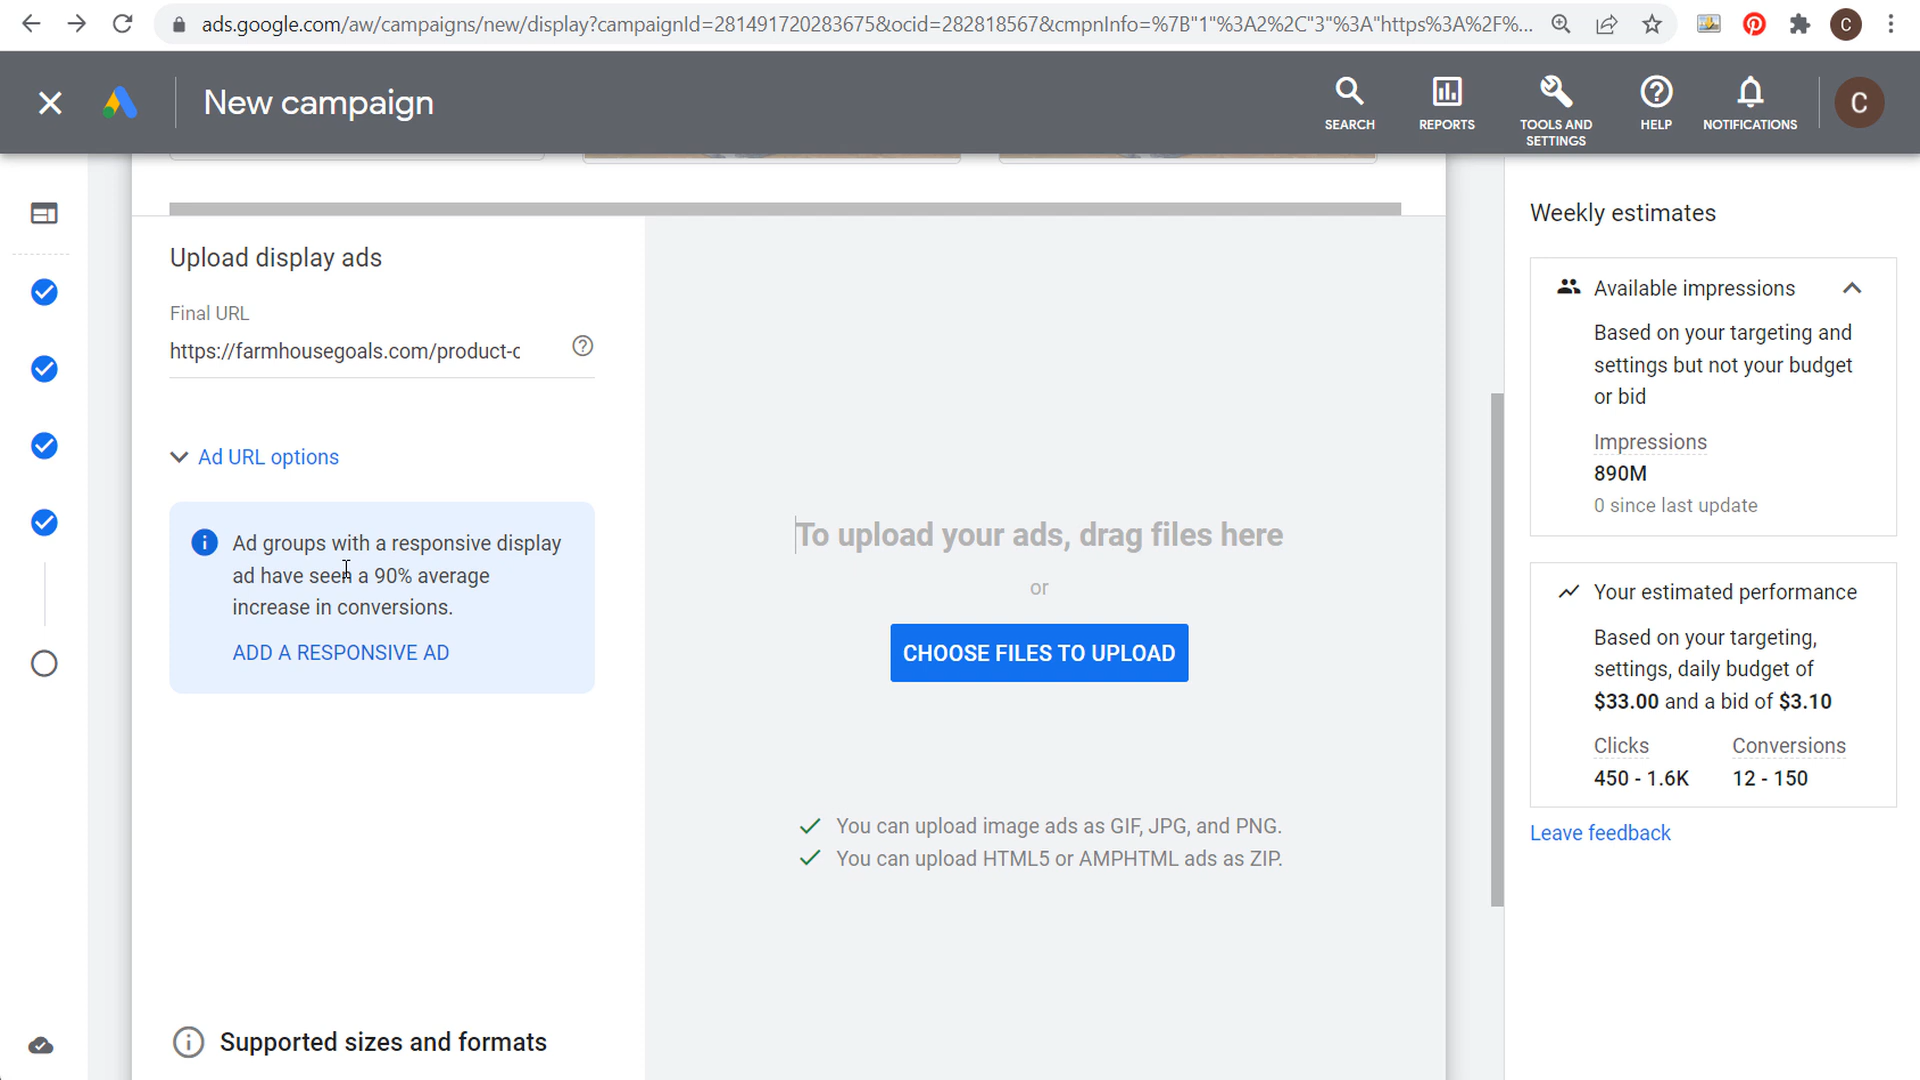 ads.google.com/aw/campaigns/new/display?campaignId=281491720283675&ocid=282818567&cmpnInfo=%7B"1"%3A2%2C"3"%3A"https%3A%2F%...
C
New campaign
SEARCH
REPORTS
TOOLS AND
SETTINGS
HELP
NOTIFICATIONS
C
Upload display ads
Final URL
https://farmhousegoals.com/product-c
Ad URL options
Ad groups with a responsive display
ad have seen a 90% average
increase in conversions.
ADD A RESPONSIVE AD
Supported sizes and formats
To upload your ads, drag files here
or
CHOOSE FILES TO UPLOAD
You can upload image ads as GIF, JPG, and PNG.
You can upload HTML5 or AMPHTML ads as ZIP.
Weekly estimates
Available impressions
Based on your targeting and
settings but not your budget
or bid
Impressions
890M
0 since last update
Your estimated performance
Based on your targeting,
settings, daily budget of
$33.00 and a bid of $3.10
Clicks Conversions
450 - 1.6K 12 - 150
Leave feedback